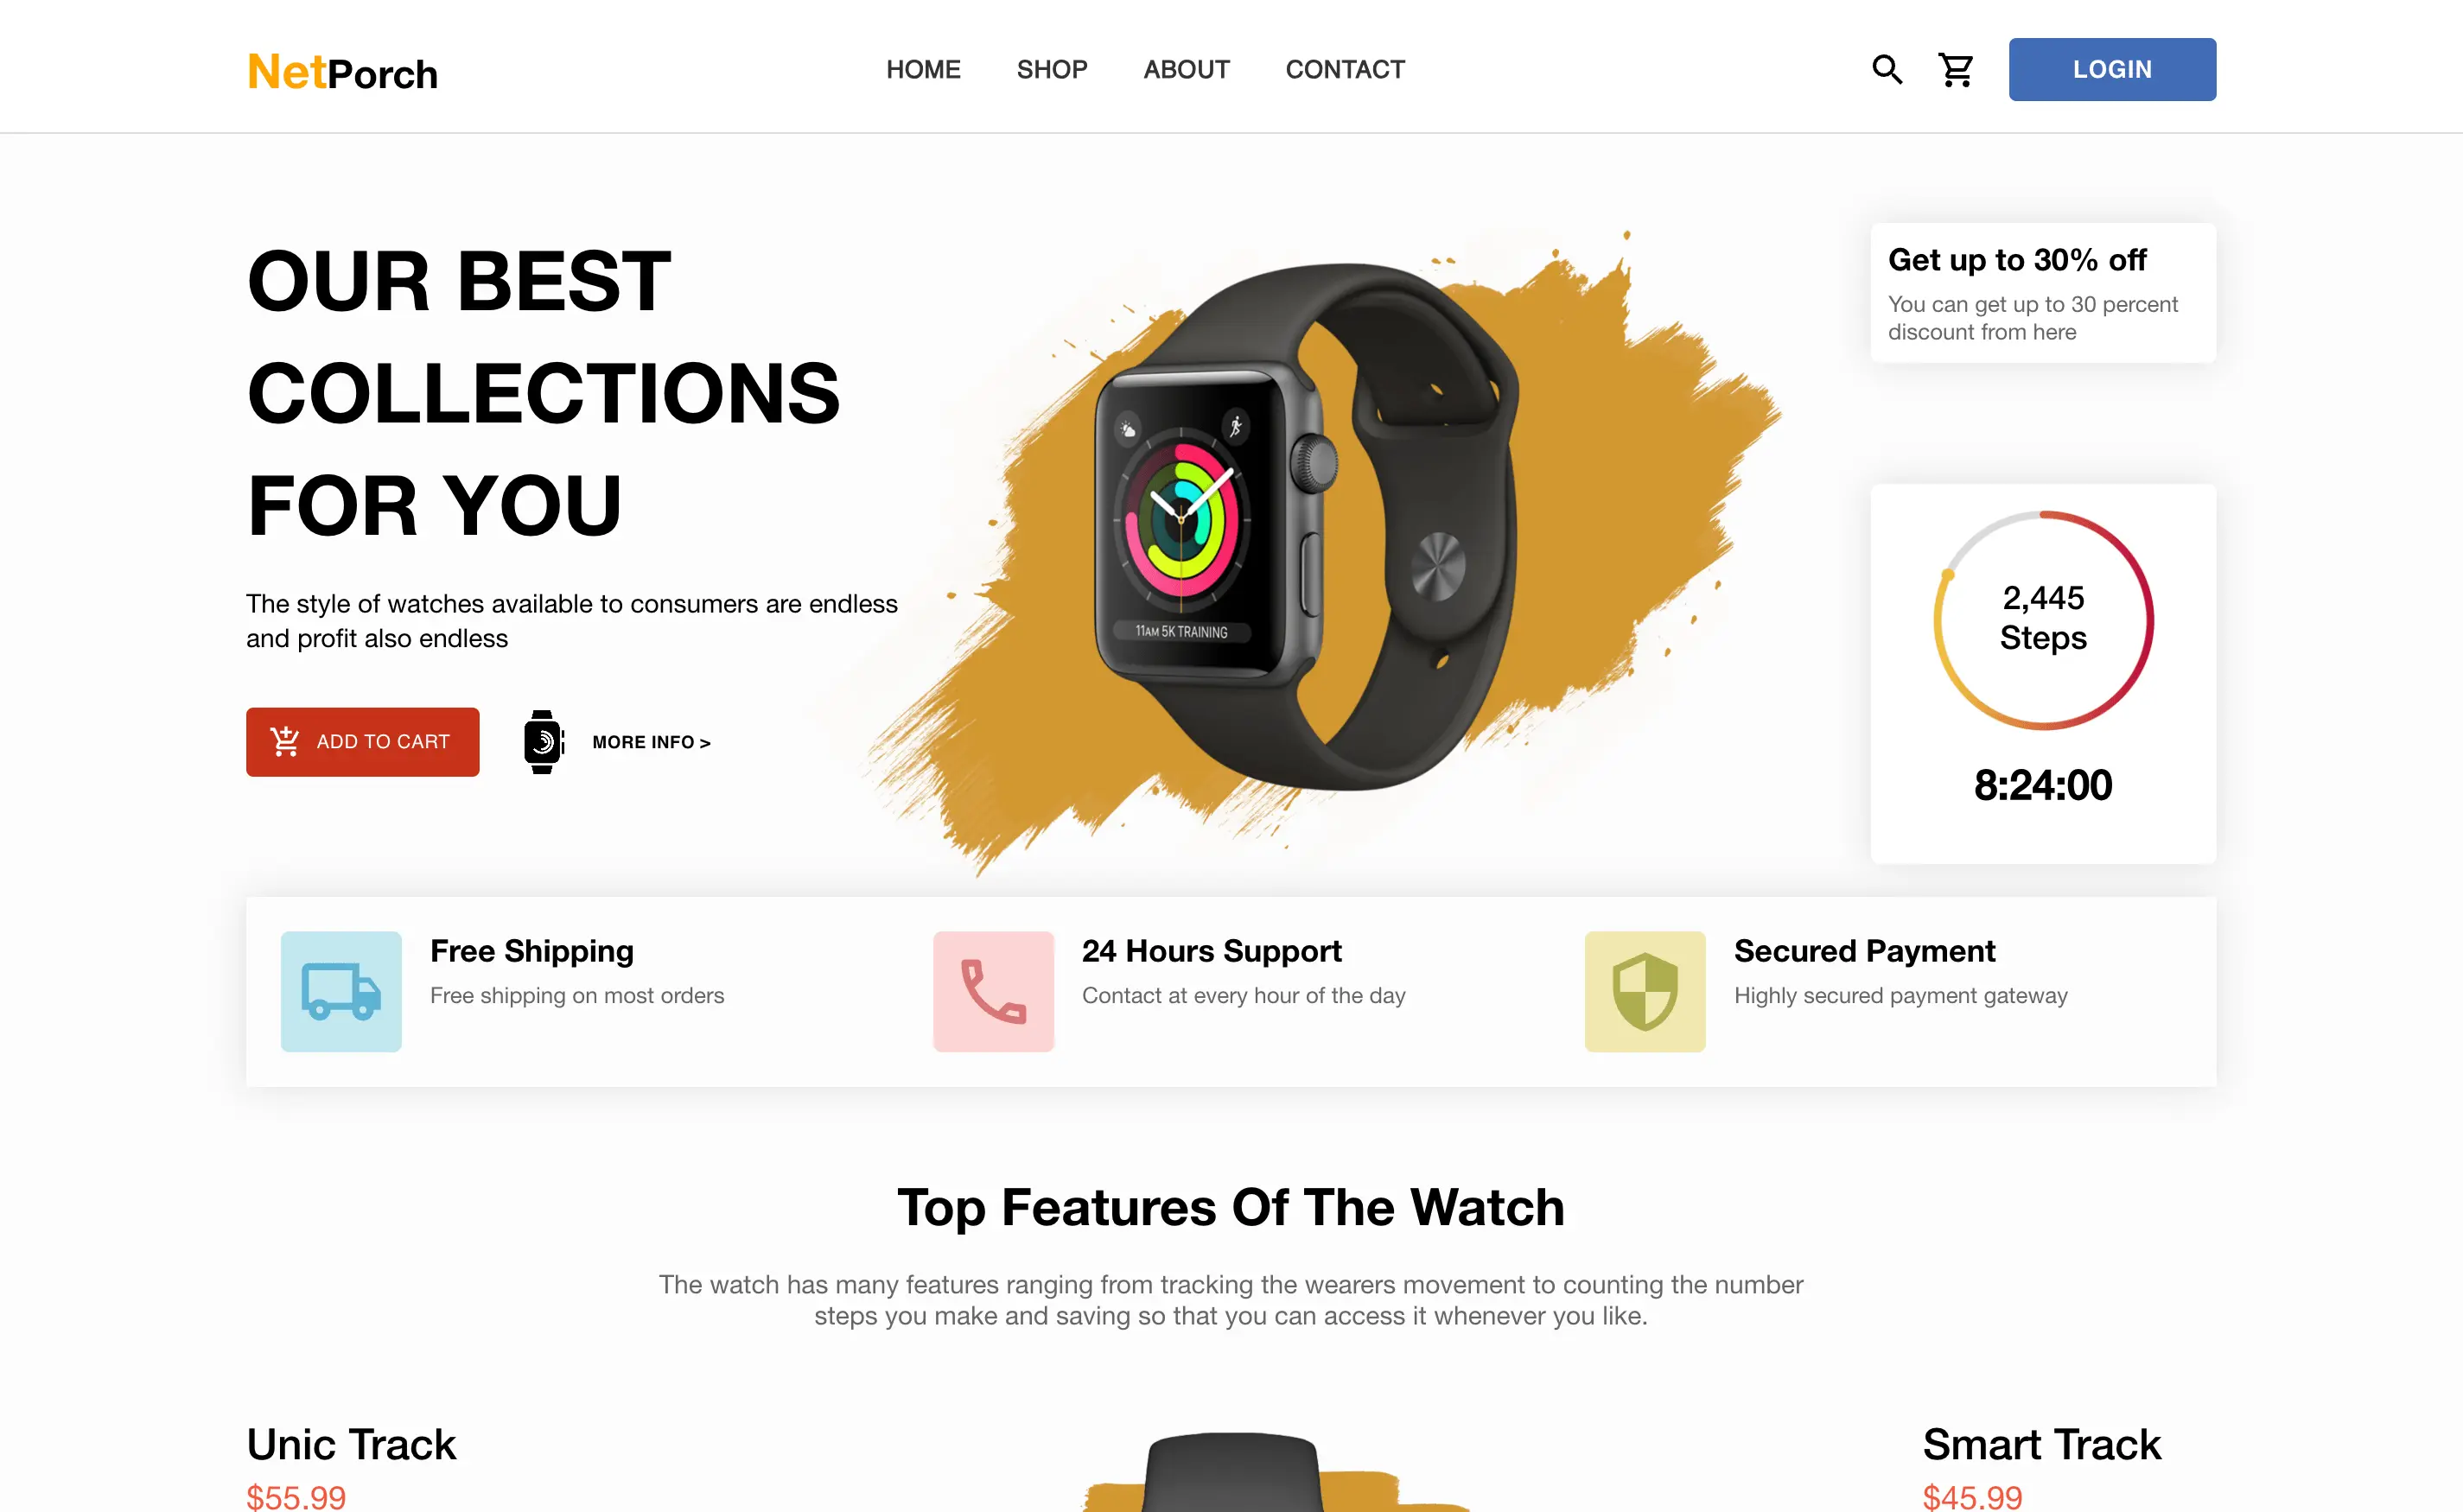 NetPorch
HOME SHOP ABOUT CONTACT
LOGIN
OUR BEST
COLLECTIONS
FOR YOU
The style of watches available to consumers are endless
and profit also endless
ADD TO CART
MORE INFO >
11AM 5K TRAINING
Get up to 30% off
You can get up to 30 percent
discount from here
2,445
Steps
8:24:00
Free Shipping
Free shipping on most orders
24 Hours Support
Contact at every hour of the day
Secured Payment
Highly secured payment gateway
Top Features Of The Watch
The watch has many features ranging from tracking the wearers movement to counting the number
steps you make and saving so that you can access it whenever you like.
Unic Track
$55.99
Smart Track
$45.99